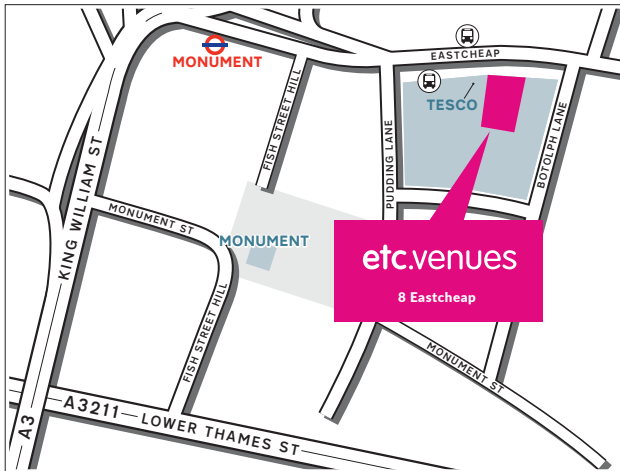 MONUMENT
EASTCHEAP
TESCO
FISH STREET HILL
PUDDING LANE
BOTOLPH LANE
KING WILLIAM ST
MONUMENT ST
MONUMENT
etc.venues
8 Eastcheap
FISH STREET HILL
MONUMENT ST
A3
A3211
LOWER THAMES ST